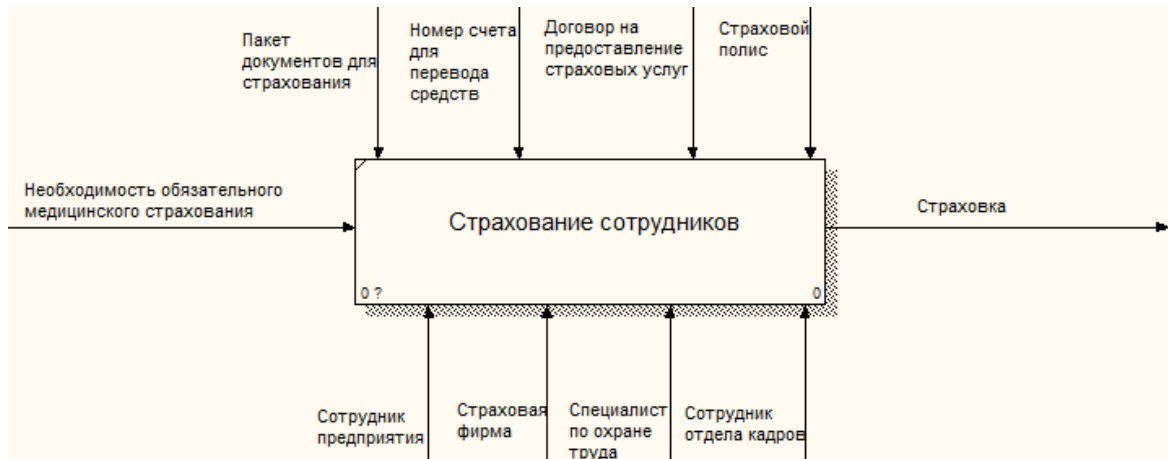 Пакет
документов для
страхования
Номер счета
для
перевода
средств
Договор на
предоставление
страховых услуг
Страховой
полис
Необходимость обязательного
медицинского страхования
Страхование сотрудников
Страховка
0 ?
0
Сотрудник
предприятия
Страховая
фирма
Специалист
по охране
труда
Сотрудник
отдела кадров